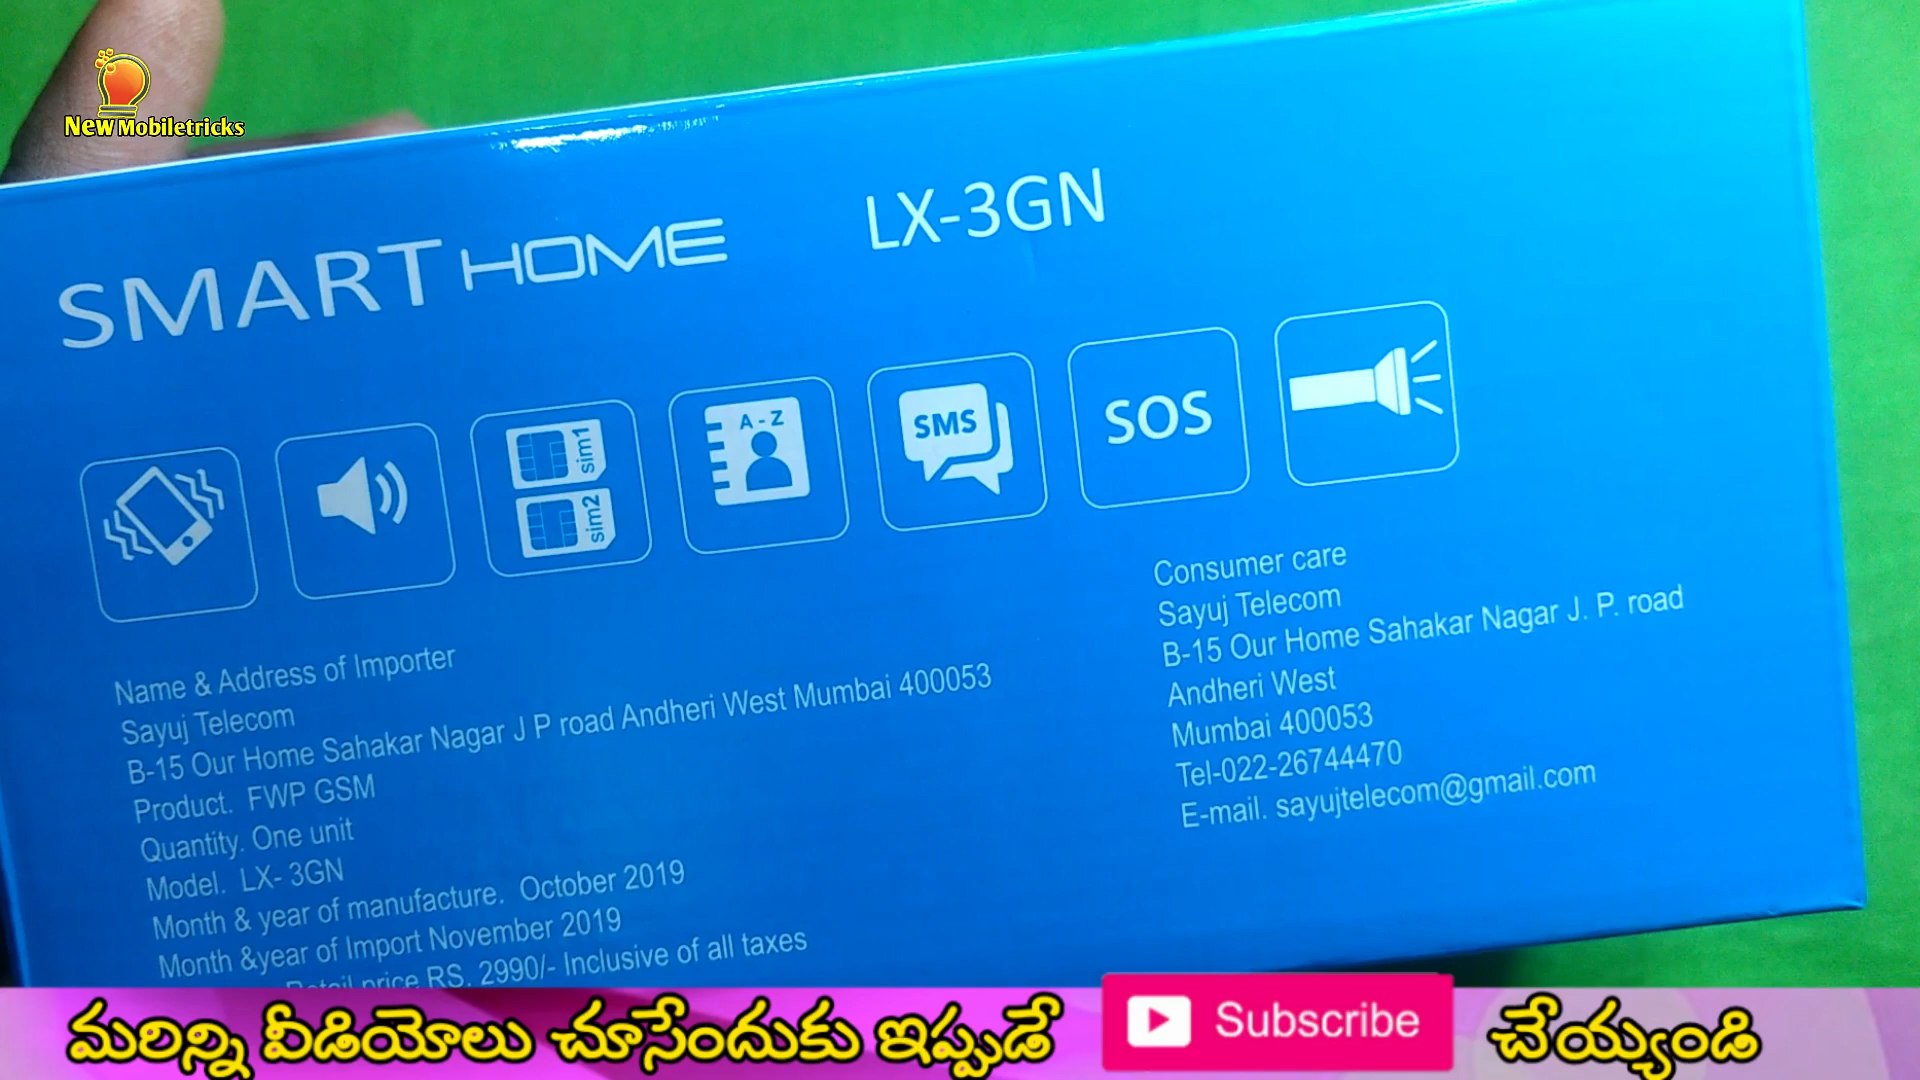 New Mobiletricks
SMART HOME LX-3GN
sim1
sim2
A - Z
SMS
SOS
Name & Address of Importer
Sayuj Telecom
B-15 Our Home Sahakar Nagar J P road Andheri West Mumbai 400053
Product. FWP GSM
Quantity. One unit
Model. LX- 3GN
Month & year of manufacture. October 2019
Month &year of Import November 2019
Retail price RS. 2990/- Inclusive of all taxes
Consumer care
Sayuj Telecom
B-15 Our Home Sahakar Nagar J. P. road
Andheri West
Mumbai 400053
Tel-022-26744470
E-mail. sayujtelecom@gmail.com
మరిన్ని వీడియోలు చూసేందుకు ఇప్పుడే Subscribe చేయ్యండి